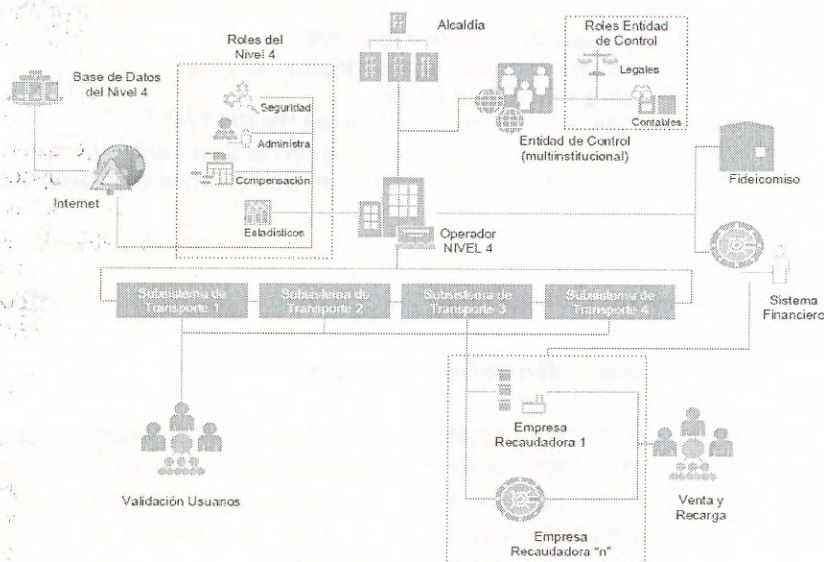 Alcaldía
Roles del
Nivel 4
Roles Entidad
de Control
Legales
Contables
Base de Datos
del Nivel 4
Seguridad
Administra
Compensación
Estadísticos
Internet
Entidad de Control
(multiinstitucional)
Fideicomiso
Operador
NIVEL 4
Subsistema de
Transporte 1
Subsistema de
Transporte 2
Subsistema de
Transporte 3
Subsistema de
Transporte 4
Sistema
Financiero
Empresa
Recaudadora 1
Validación Usuarios
Venta y
Recarga
Empresa
Recaudadora "n"